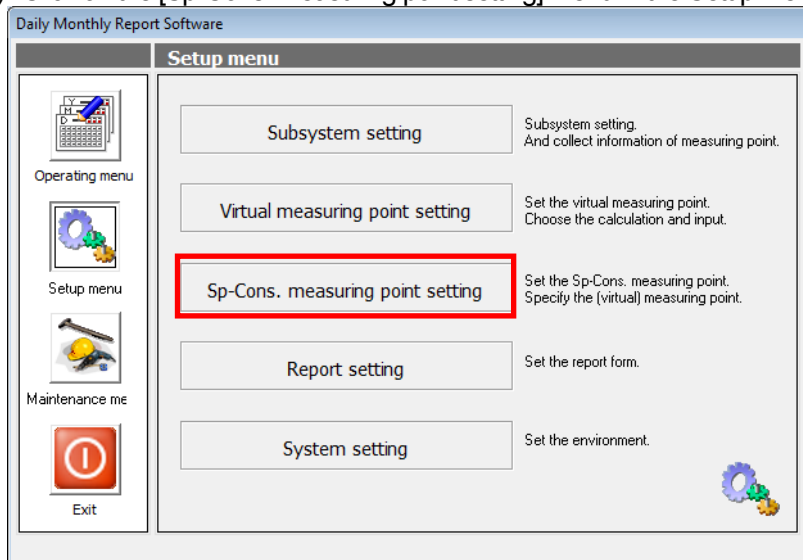 Daily Monthly Report Software
Setup menu
Operating menu
Setup menu
Maintenance me
Exit
Subsystem setting
Subsystem setting.
And collect information of measuring point.
Virtual measuring point setting
Set the virtual measuring point.
Choose the calculation and input.
Sp-Cons. measuring point setting
Set the Sp-Cons. measuring point.
Specify the (virtual) measuring point.
Report setting
Set the report form.
System setting
Set the environment.